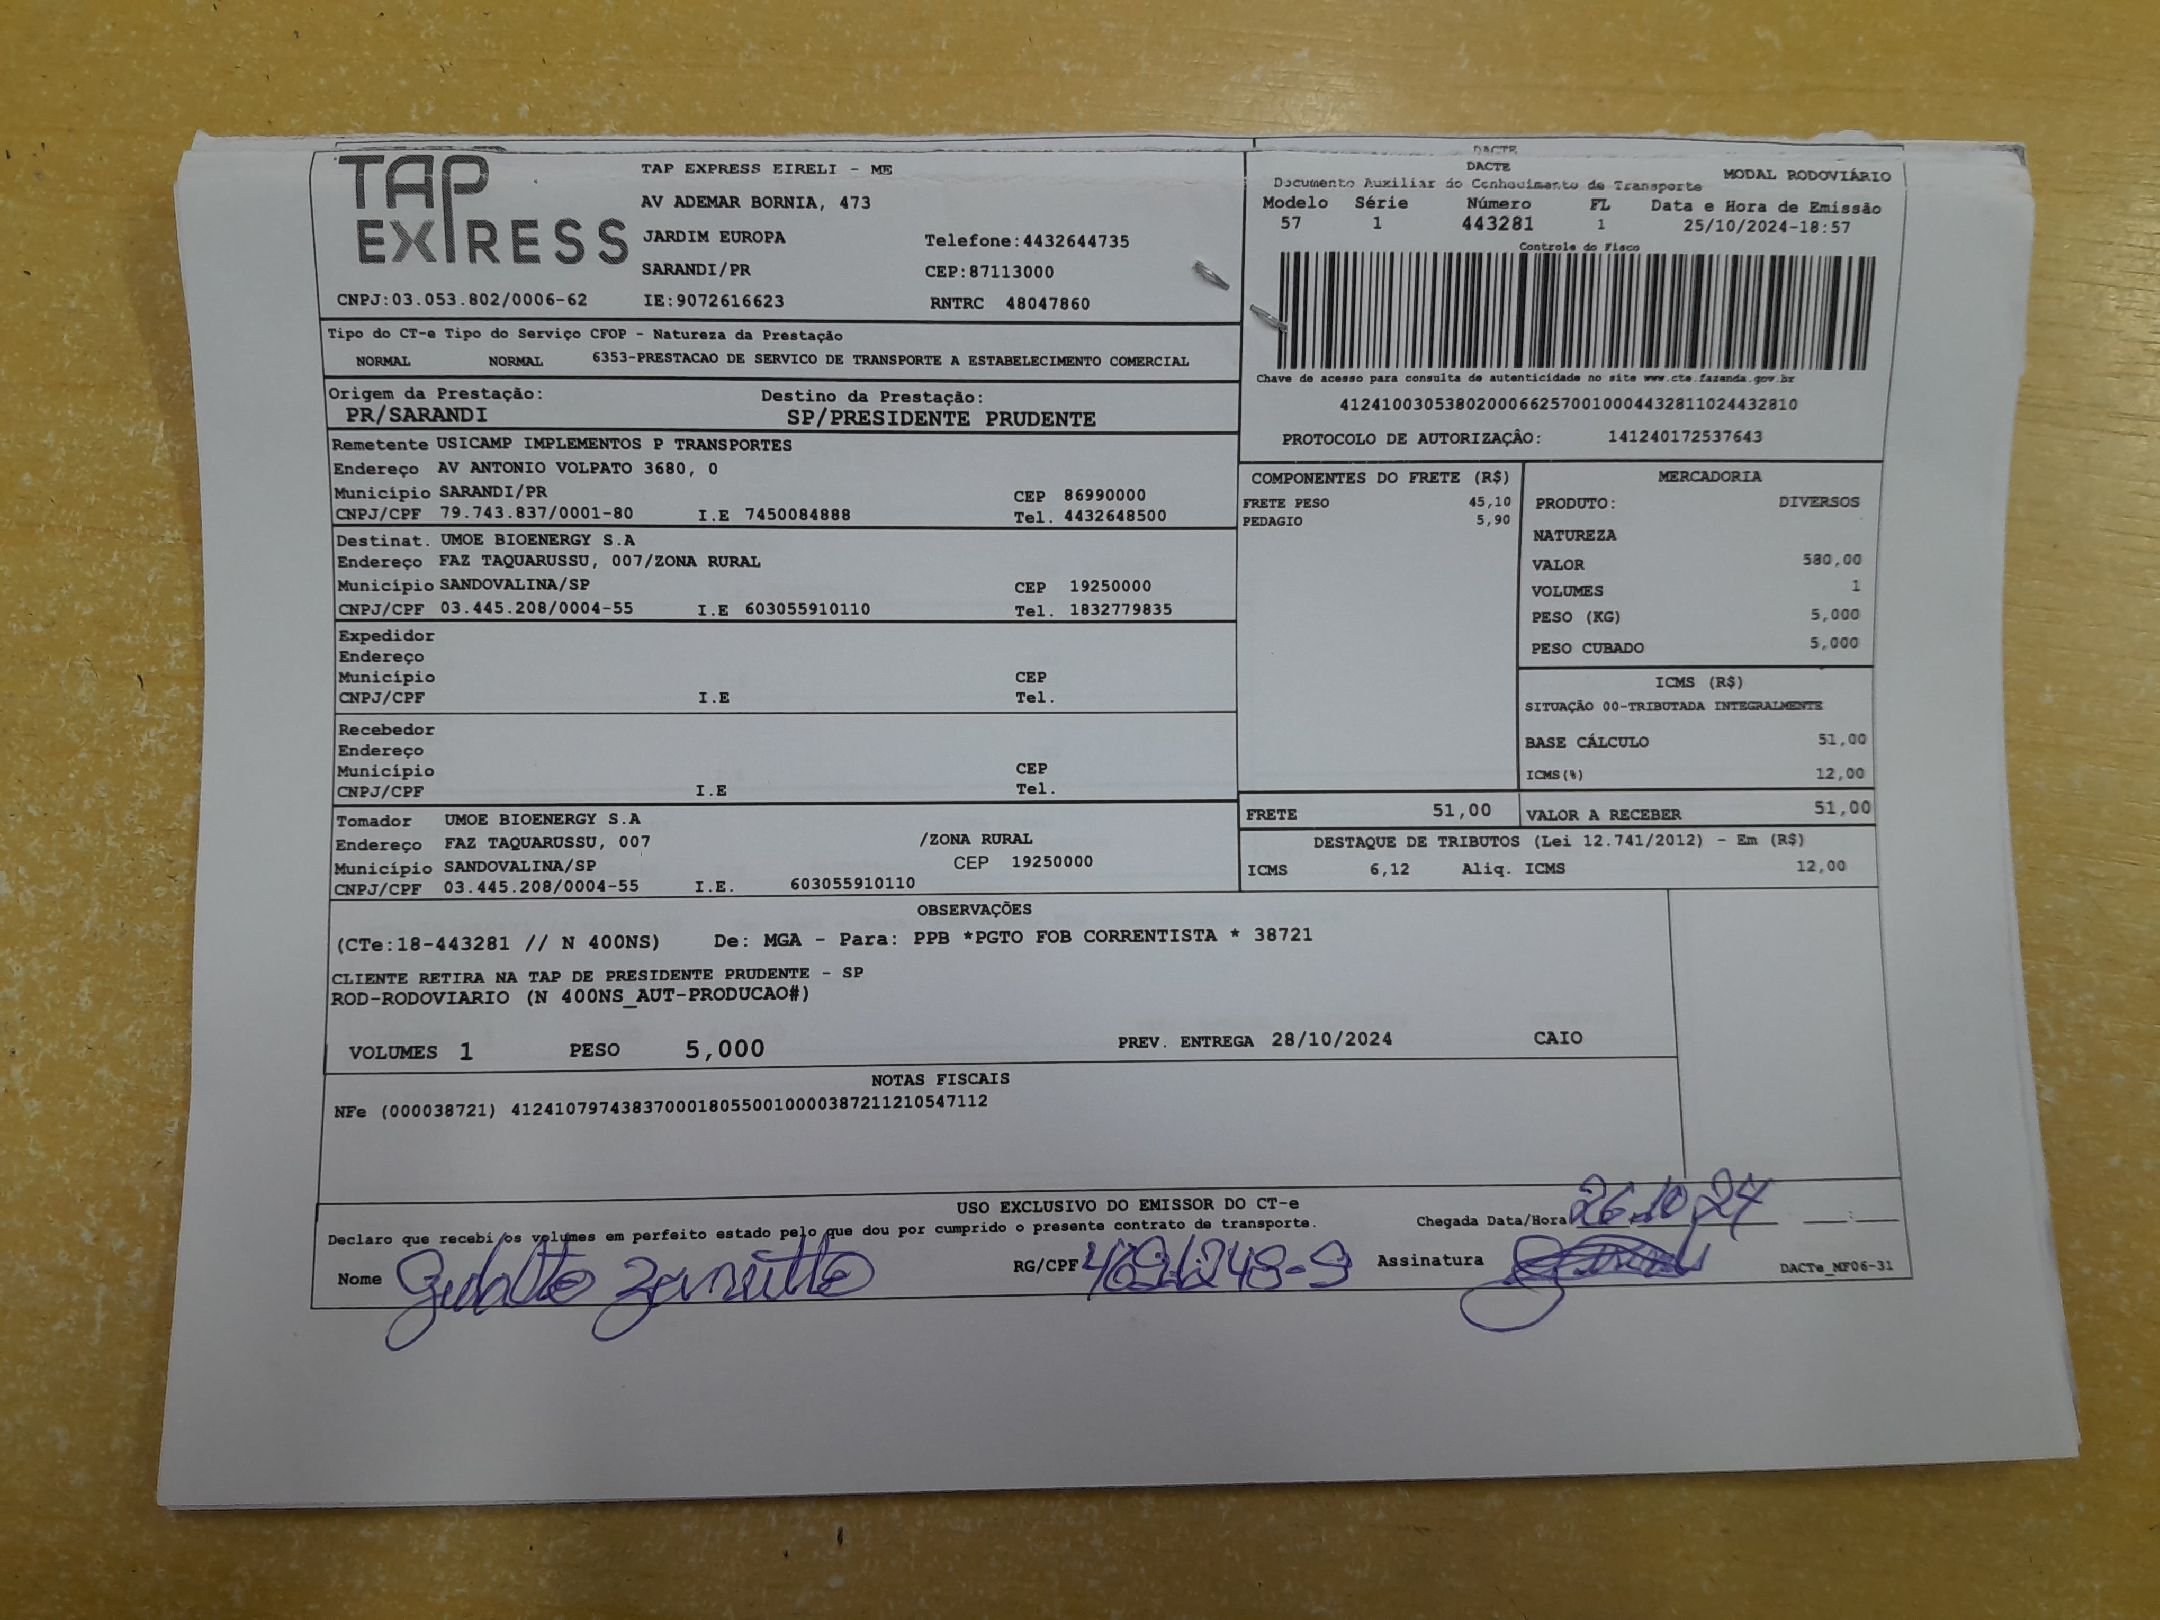 TAP EXPRESS
TAP EXPRESS EIRELI - ME
AV ADEMAR BORNIA, 473
JARDIM EUROPA Telefone:4432644735
SARANDI/PR CEP:87113000
CNPJ:03.053.802/0006-62 IE:9072616623 RNTRC 48047860
DACTE
DACTE
Documento Auxiliar do Conhecimento de Transporte MODAL RODOVIÁRIO
Modelo Série Número FL Data e Hora de Emissão
57 1 443281 1 25/10/2024-18:57
Controle do Fisco
Chave de acesso para consulta de autenticidade no site www.cte.fazenda.gov.br
41241003053802000662570010004432811024432810
PROTOCOLO DE AUTORIZAÇÂO: 141240172537643
Tipo do CT-e Tipo do Serviço CFOP - Natureza da Prestação
NORMAL NORMAL 6353-PRESTACAO DE SERVICO DE TRANSPORTE A ESTABELECIMENTO COMERCIAL
Origem da Prestação: Destino da Prestação:
PR/SARANDI SP/PRESIDENTE PRUDENTE
Remetente USICAMP IMPLEMENTOS P TRANSPORTES
Endereço AV ANTONIO VOLPATO 3680, 0
Município SARANDI/PR CEP 86990000
CNPJ/CPF 79.743.837/0001-80 I.E 7450084888 Tel. 4432648500
Destinat. UMOE BIOENERGY S.A
Endereço FAZ TAQUARUSSU, 007/ZONA RURAL
Município SANDOVALINA/SP CEP 19250000
CNPJ/CPF 03.445.208/0004-55 I.E 603055910110 Tel. 1832779835
Expedidor
Endereço
Município CEP
CNPJ/CPF I.E Tel.
Recebedor
Endereço
Município CEP
CNPJ/CPF I.E Tel.
Tomador UMOE BIOENERGY S.A
Endereço FAZ TAQUARUSSU, 007 /ZONA RURAL
Município SANDOVALINA/SP CEP 19250000
CNPJ/CPF 03.445.208/0004-55 I.E. 603055910110
COMPONENTES DO FRETE (R$)
FRETE PESO 45,10
PEDAGIO 5,90
MERCADORIA
PRODUTO: DIVERSOS
NATUREZA
VALOR 580,00
VOLUMES 1
PESO (KG) 5,000
PESO CUBADO 5,000
ICMS (R$)
SITUAÇÃO 00-TRIBUTADA INTEGRALMENTE
BASE CÁLCULO 51,00
ICMS(%) 12,00
FRETE 51,00 VALOR A RECEBER 51,00
DESTAQUE DE TRIBUTOS (Lei 12.741/2012) - Em (R$)
ICMS 6,12 Aliq. ICMS 12,00
OBSERVAÇÕES
(CTe:18-443281 // N 400NS) De: MGA - Para: PPB *PGTO FOB CORRENTISTA * 38721
CLIENTE RETIRA NA TAP DE PRESIDENTE PRUDENTE - SP
ROD-RODOVIARIO (N 400NS_AUT-PRODUCAO#)
VOLUMES 1 PESO 5,000 PREV. ENTREGA 28/10/2024 CAIO
NOTAS FISCAIS
NFe (000038721) 41241079743837000180550010000387211210547112
USO EXCLUSIVO DO EMISSOR DO CT-e
Declaro que recebi os volumes em perfeito estado pelo que dou por cumprido o presente contrato de transporte. Chegada Data/Hora 26.10.24 __:__
Nome RG/CPF Assinatura DACTe_MF06-31